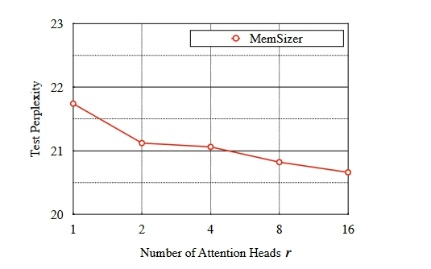 23
MemSizer
22
Test Perplexity
21
20
1 2 4 8 16
Number of Attention Heads r